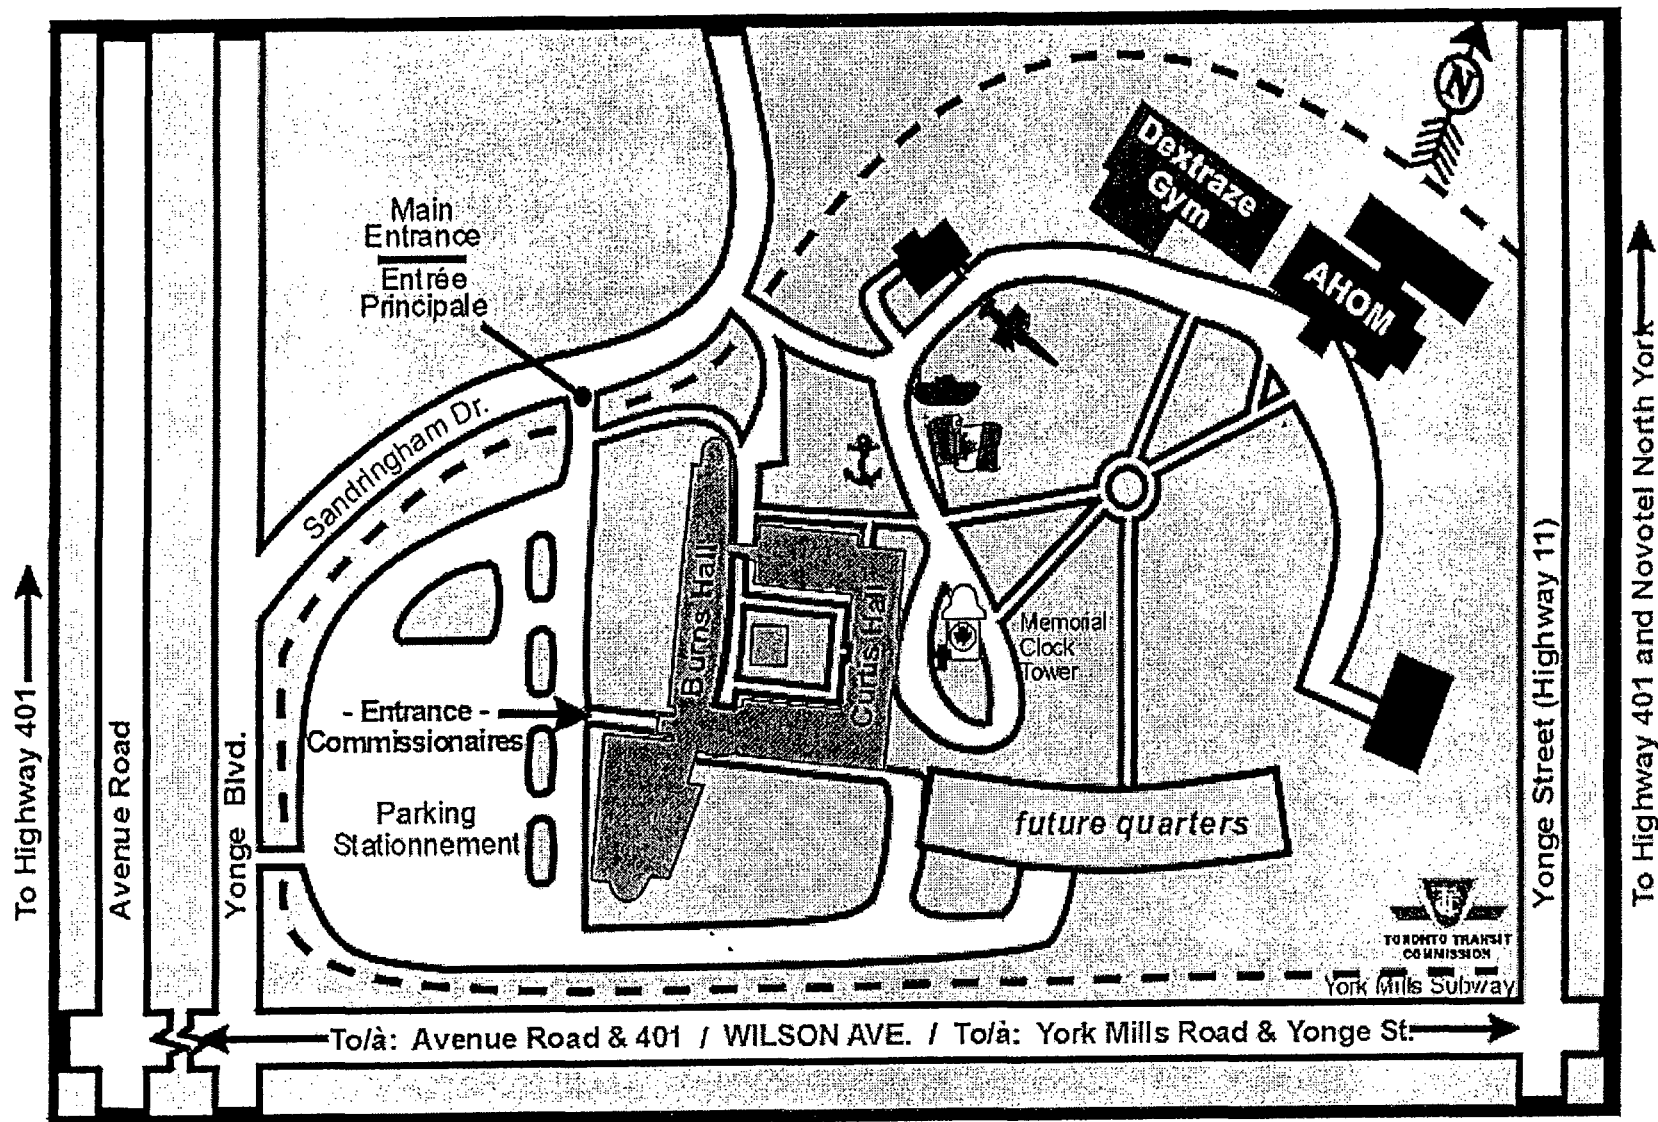 N
Dextraze
Gym
AHOM
Main
Entrance
Entrée
Principale
Sandringham Dr.
Burns Hall
Curtis Hall
Memorial
Clock
Tower
- Entrance -
Commissionaires
Parking
Stationnement
future quarters
TORONTO TRANSIT
COMMISSION
York Mills Subway
To/à: Avenue Road & 401 / WILSON AVE. / To/à: York Mills Road & Yonge St.
To Highway 401
Avenue Road
Yonge Blvd.
Yonge Street (Highway 11)
To Highway 401 and Novotel North York